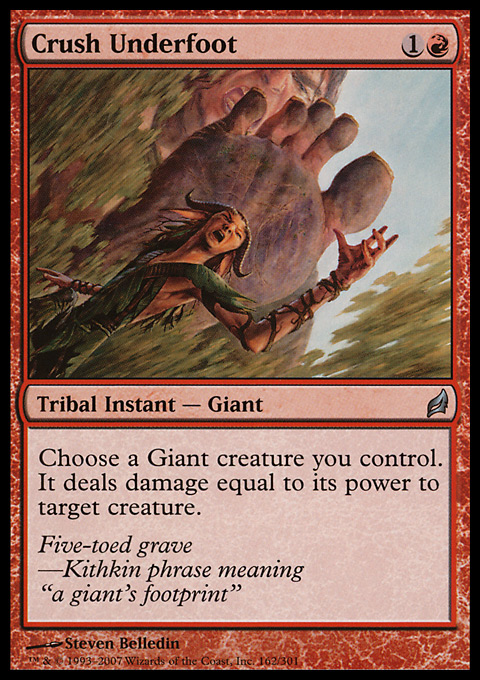 Crush Underfoot
1
Tribal Instant — Giant
Choose a Giant creature you control.
It deals damage equal to its power to
target creature.
Five-toed grave
—Kithkin phrase meaning
“a giant’s footprint”
Steven Belledin
™ & © 1993–2007 Wizards of the Coast, Inc. 162/301